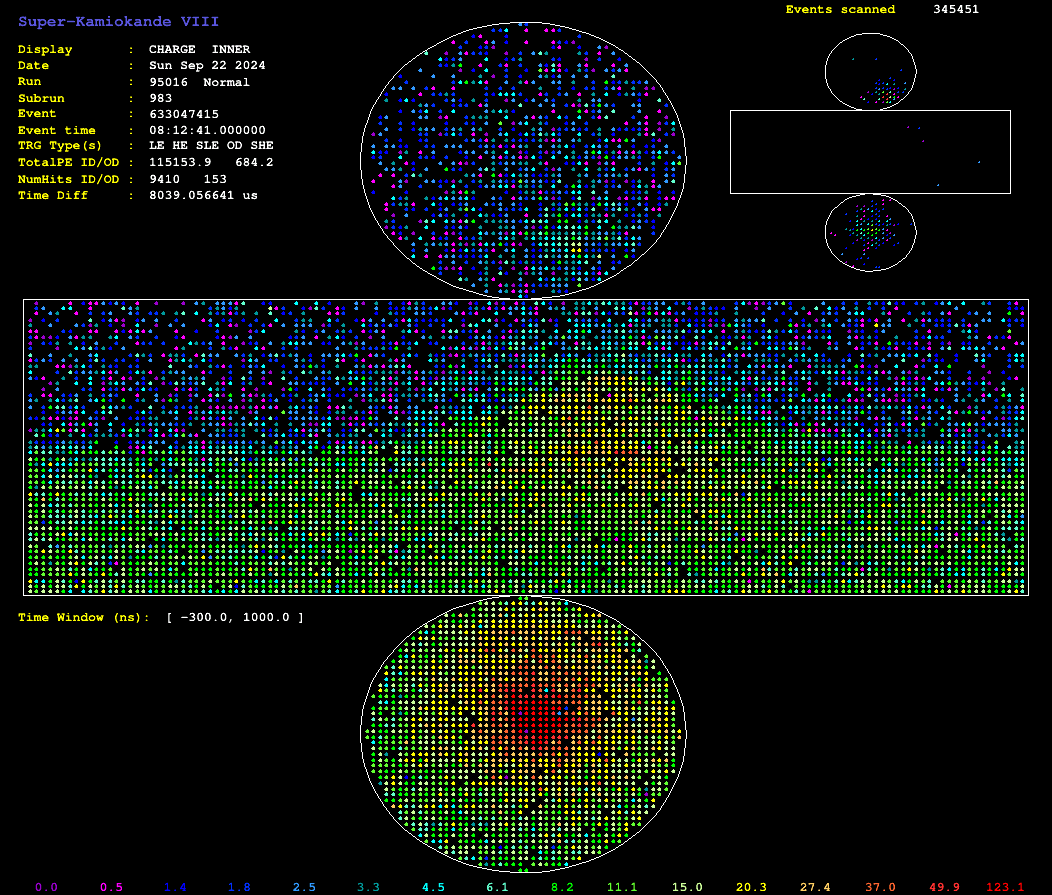 Super-Kamiokande VIII
Events scanned 345451
Display : CHARGE INNER
Date : Sun Sep 22 2024
Run : 95016 Normal
Subrun : 983
Event : 633047415
Event time : 08:12:41.000000
TRG Type(s) : LE HE SLE OD SHE
TotalPE ID/OD : 115153.9 684.2
NumHits ID/OD : 9410 153
Time Diff : 8039.056641 us
Time Window (ns): [ -300.0, 1000.0 ]
0.0 0.5 1.4 1.8 2.5 3.3 4.5 6.1 8.2 11.1 15.0 20.3 27.4 37.0 49.9 123.1